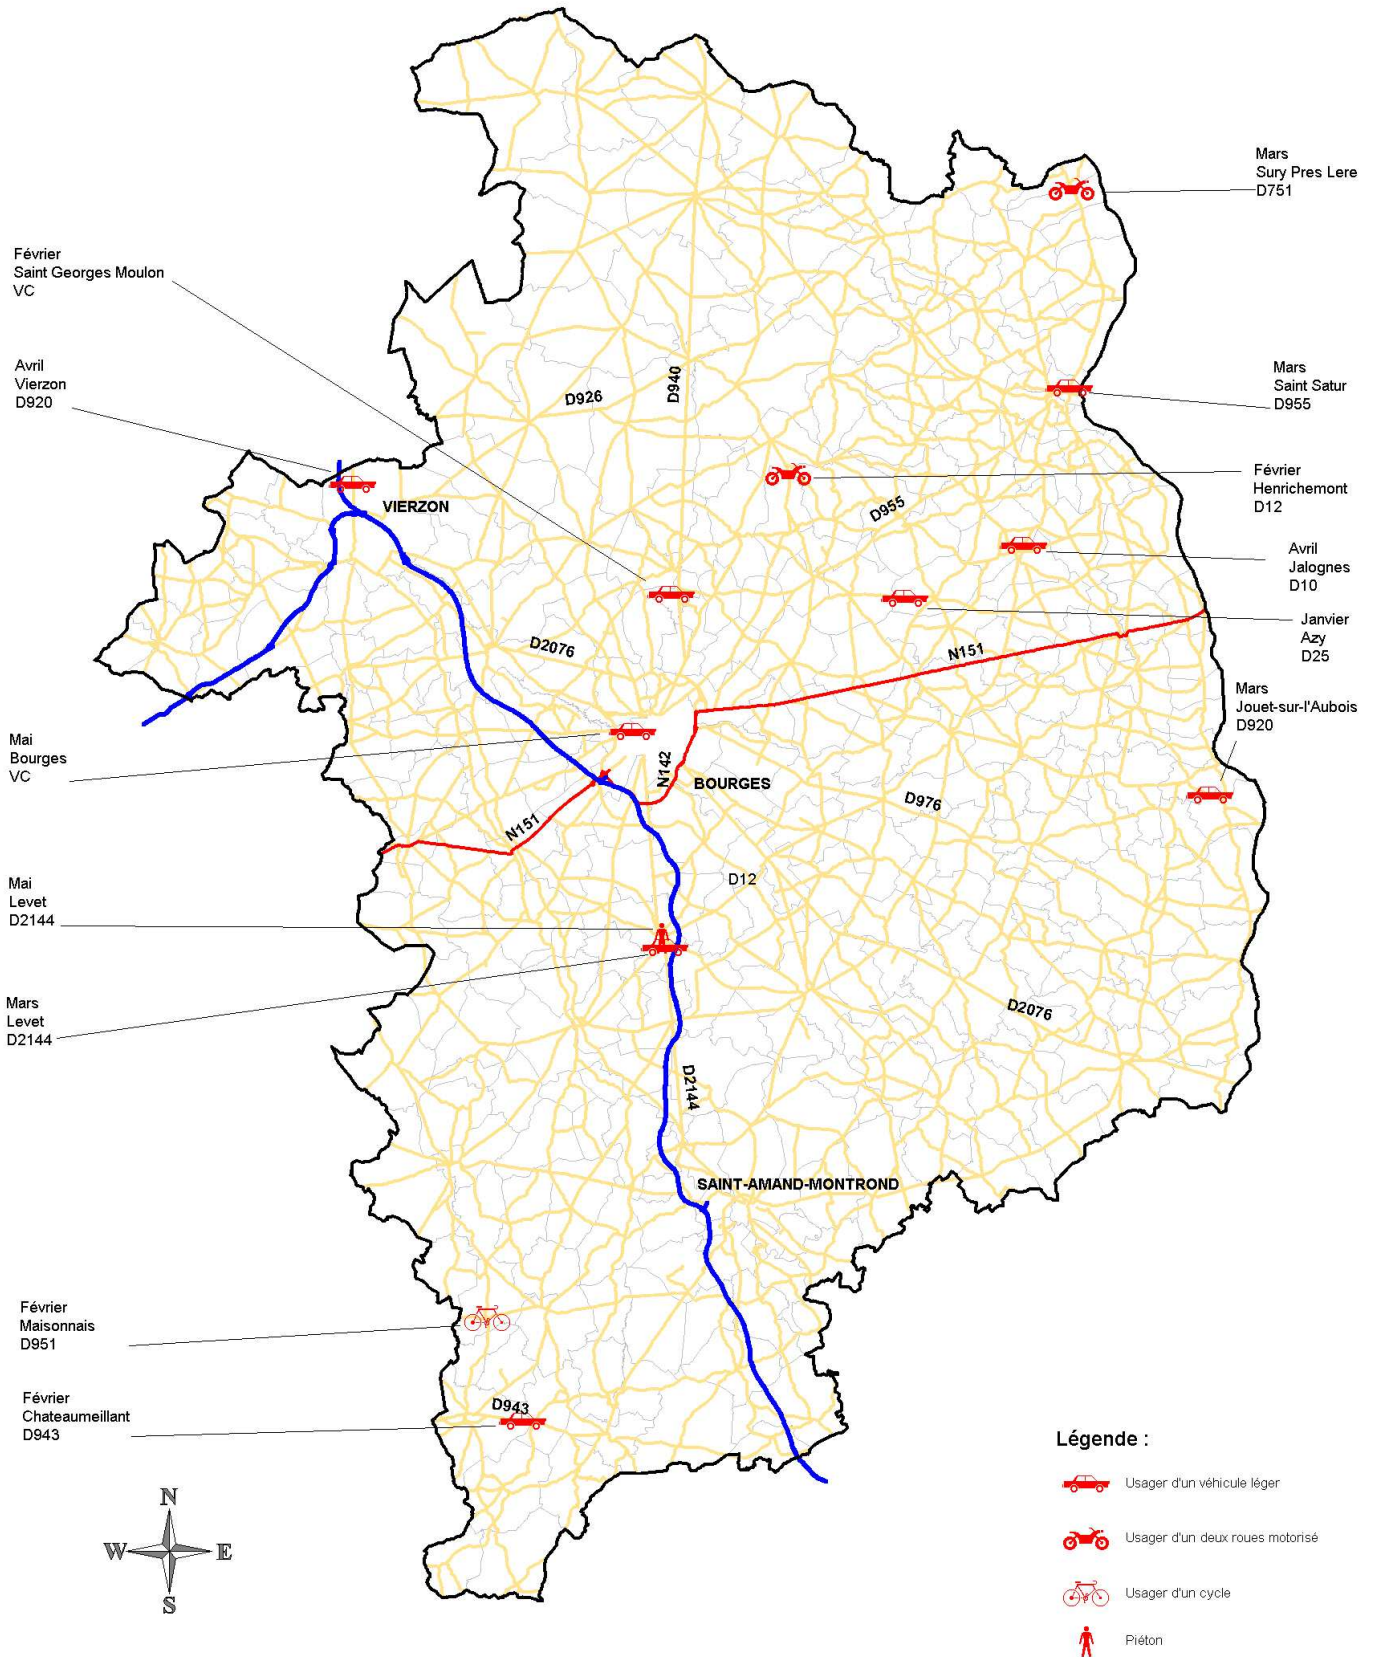 Mars
Sury Pres Lere
D751
Février
Saint Georges Moulon
VC
Avril
Vierzon
D920
Mars
Saint Satur
D955
D926
D940
Février
Henrichemont
D12
VIERZON
D955
Avril
Jalognes
D10
Janvier
Azy
D25
D2076
N151
Mars
Jouet-sur-l'Aubois
D920
Mai
Bourges
VC
N142
BOURGES
D976
N151
Mai
Levet
D2144
D12
Mars
Levet
D2144
D2076
D2144
SAINT-AMAND-MONTROND
Février
Maisonnais
D951
Février
Chateaumeillant
D943
D943
Légende :
Usager d'un véhicule léger
Usager d'un deux roues motorisé
Usager d'un cycle
Piéton
N
W
E
S